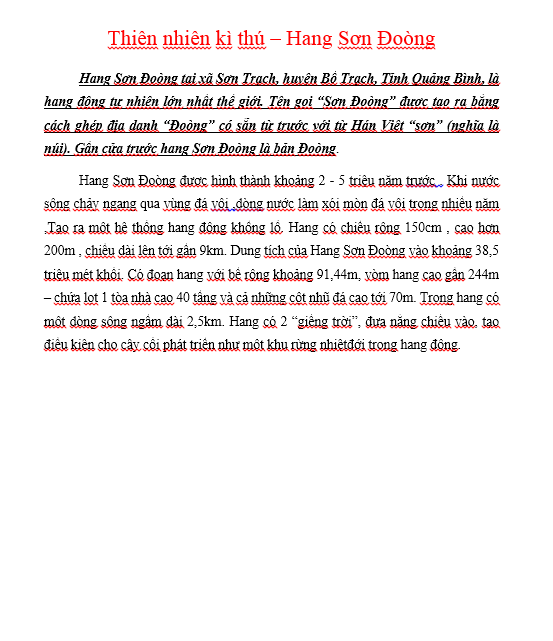 Thiên nhiên kì thú – Hang Sơn Đoòng
Hang Sơn Đoòng tại xã Sơn Trạch, huyện Bố Trạch, Tỉnh Quảng Bình, là
hang động tự nhiên lớn nhất thế giới. Tên gọi “Sơn Đoòng” được tạo ra bằng
cách ghép địa danh “Đoòng” có sẵn từ trước với từ Hán Việt “sơn” (nghĩa là
núi). Gần cửa trước hang Sơn Đoòng là bản Đoòng.
Hang Sơn Đoòng được hình thành khoảng 2 - 5 triệu năm trước . Khi nước
sông chảy ngang qua vùng đá vôi ,dòng nước làm xói mòn đá vôi trong nhiều năm
,Tạo ra một hệ thống hang động khổng lồ. Hang có chiều rộng 150cm , cao hơn
200m , chiều dài lên tới gần 9km. Dung tích của Hang Sơn Đoòng vào khoảng 38,5
triệu mét khối. Có đoạn hang với bề rộng khoảng 91,44m, vòm hang cao gần 244m
– chứa lọt 1 tòa nhà cao 40 tầng và cả những cột nhũ đá cao tới 70m. Trong hang có
một dòng sông ngầm dài 2,5km. Hang có 2 “giếng trời”, đưa nắng chiếu vào, tạo
điều kiện cho cây cối phát triển như một khu rừng nhiệtđới trong hang động.